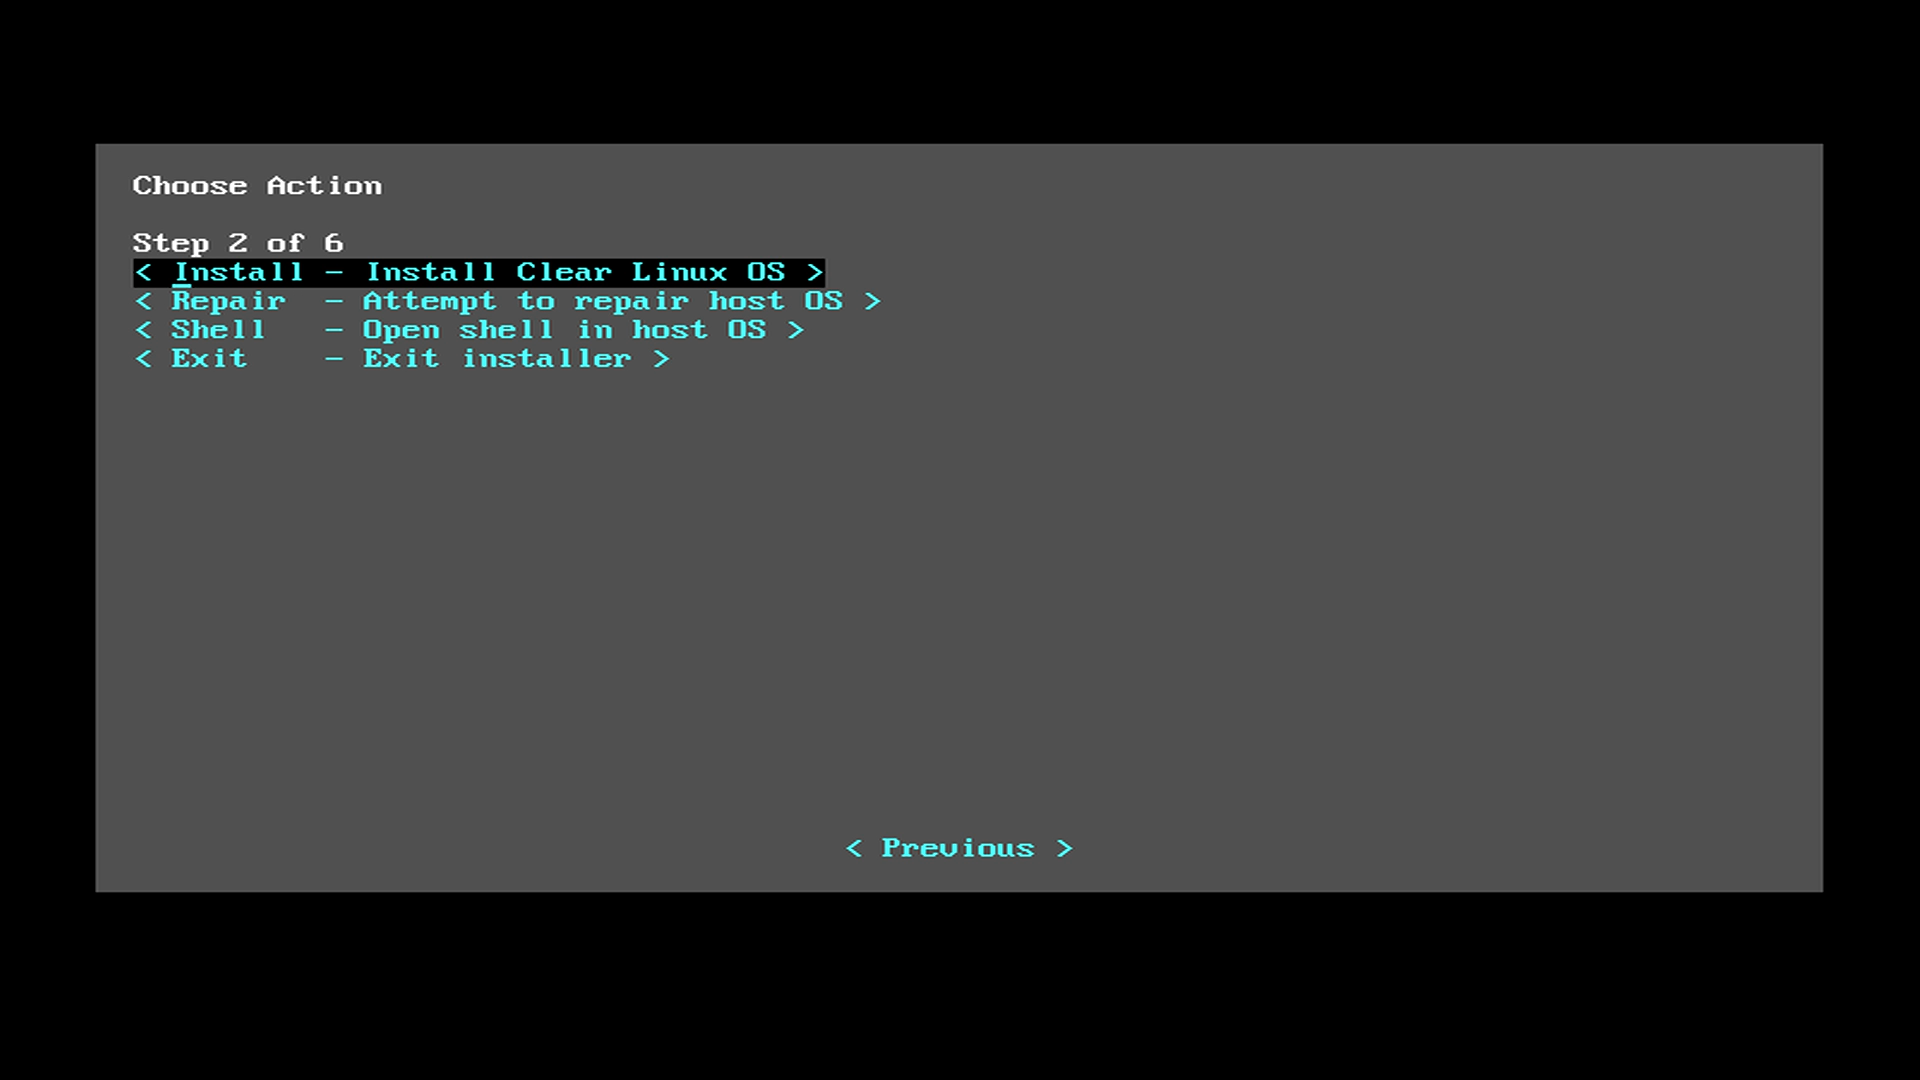 Choose Action
Step 2 of 6
< Install - Install Clear Linux OS >
< Repair  - Attempt to repair host OS >
< Shell   - Open shell in host OS >
< Exit    - Exit installer >
< Previous >